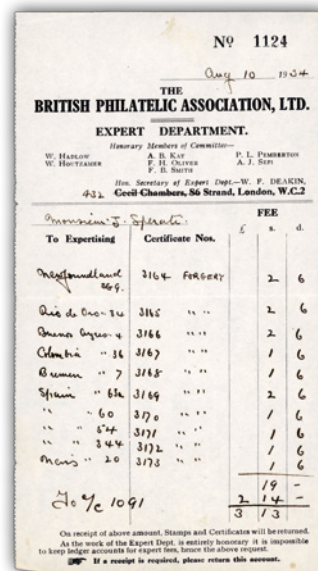 Nº 1124
Aug 10 1934
THE
BRITISH PHILATELIC ASSOCIATION, LTD.
EXPERT DEPARTMENT.
Honorary Members of Committee—
W. HADLOW A. B. KAY P. L. PEMBERTON
W. HOUTZAMER F. H. OLIVER A. J. SEFI
F. B. SMITH
Hon. Secretary of Expert Dept.—W. F. DEAKIN,
432 Cecil Chambers, 86 Strand, London, W.C.2
Monsieur J. Sperati
FEE
To Expertising Certificate Nos. £ s. d.
Newfoundland 3164 FORGERY 2 6
369.
Rio de Oro - 34 3165 " " 2 6
Buenos Ayres - 4 3166 " " 2 6
Colombia " 36 3167 " " 1 6
Bremen " 7 3168 " " 1 6
Spain " 3169 " " 2 6
" " 60 3170 " " 1 6
" " 54 3171 " " 1 6
" " 344 3172 " " 1 6
" 20 3173 " " 1 6
19 -
To a/c 1091 2 14 -
3 13
On receipt of above amount, Stamps and Certificates will be returned.
As the work of the Expert Dept. is entirely honorary it is impossible
to keep ledger accounts for expert fees, hence the above request.
If a receipt is required, please return this account.